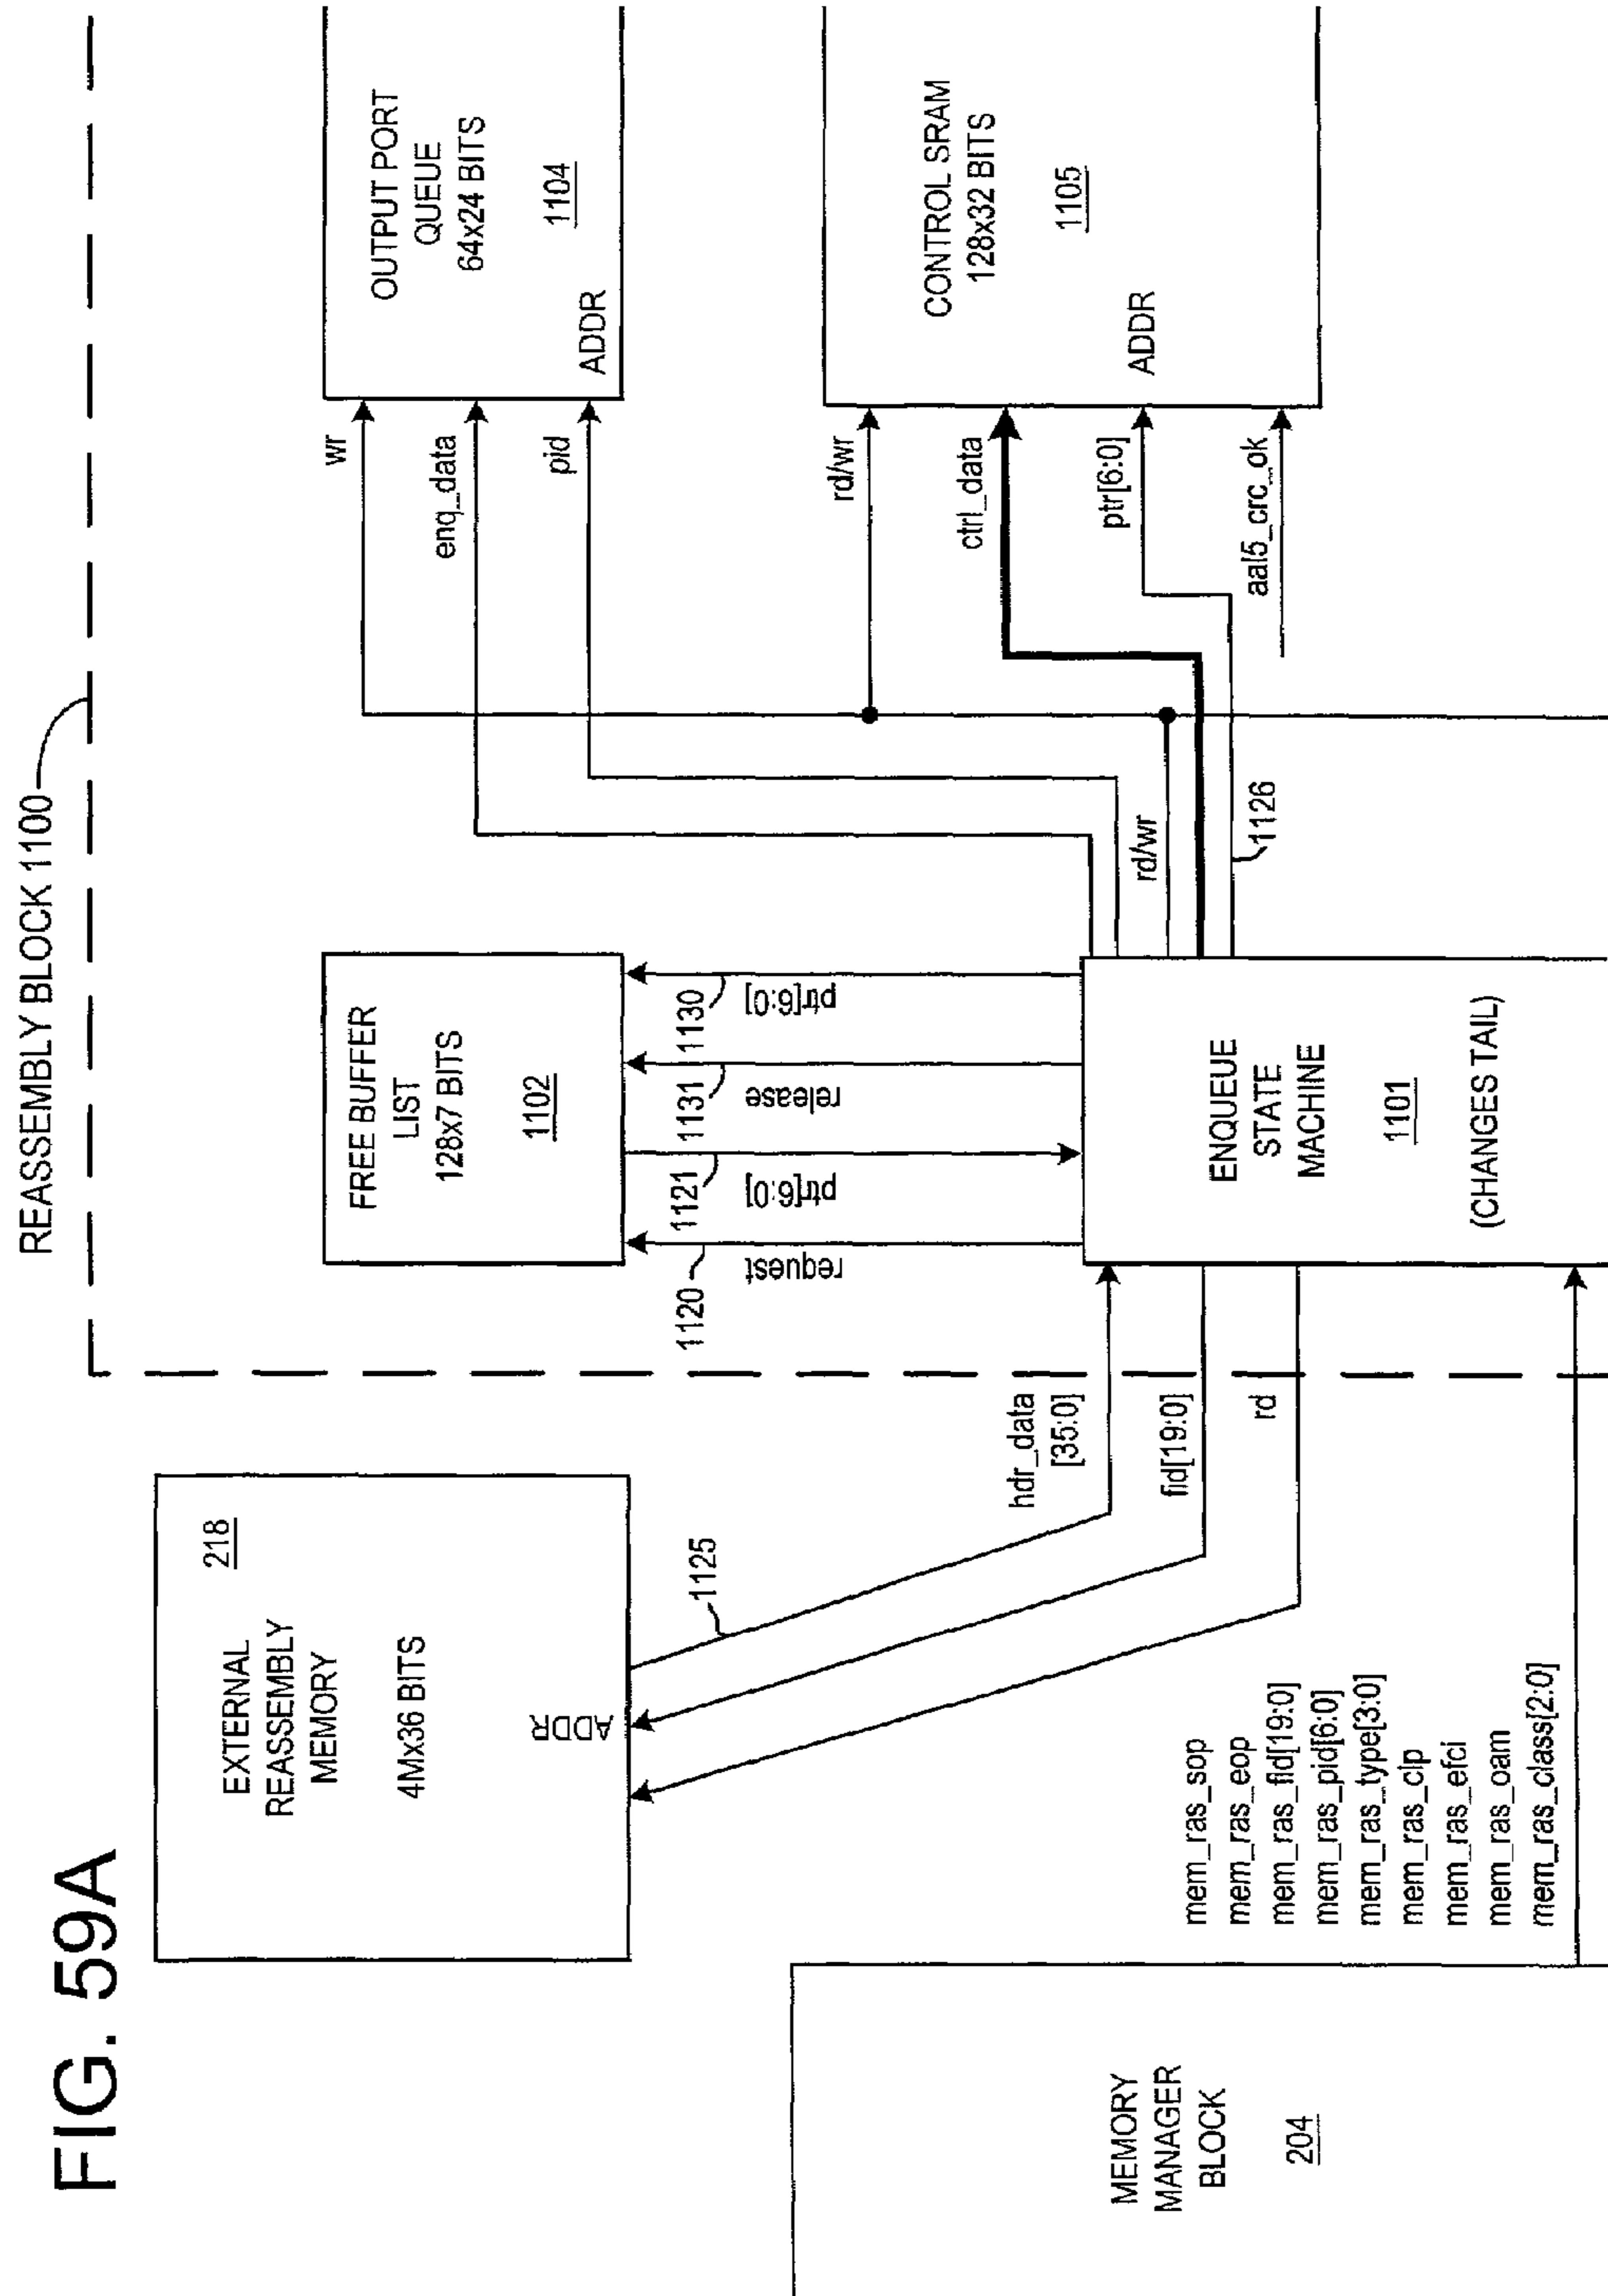 FIG. 59A
REASSEMBLY BLOCK 1100
EXTERNAL
REASSEMBLY
MEMORY
218
4Mx36 BITS
ADDR
1125
hdr_data
[35:0]
fid[19:0]
rd
MEMORY
MANAGER
BLOCK
204
mem_ras_sop
mem_ras_eop
mem_ras_fid[19:0]
mem_ras_pid[6:0]
mem_ras_type[3:0]
mem_ras_clp
mem_ras_efci
mem_ras_oam
mem_ras_class[2:0]
FREE BUFFER
LIST
128x7 BITS
1102
1120
request
1121
ptr[6:0]
1131
release
1130
ptr[6:0]
ENQUEUE
STATE
MACHINE
1101
(CHANGES TAIL)
rd/wr
1126
wr
enq_data
pid
OUTPUT PORT
QUEUE
64x24 BITS
1104
ADDR
rd/wr
ctrl_data
ptr[6:0]
aal5_crc_ok
CONTROL SRAM
128x32 BITS
1105
ADDR